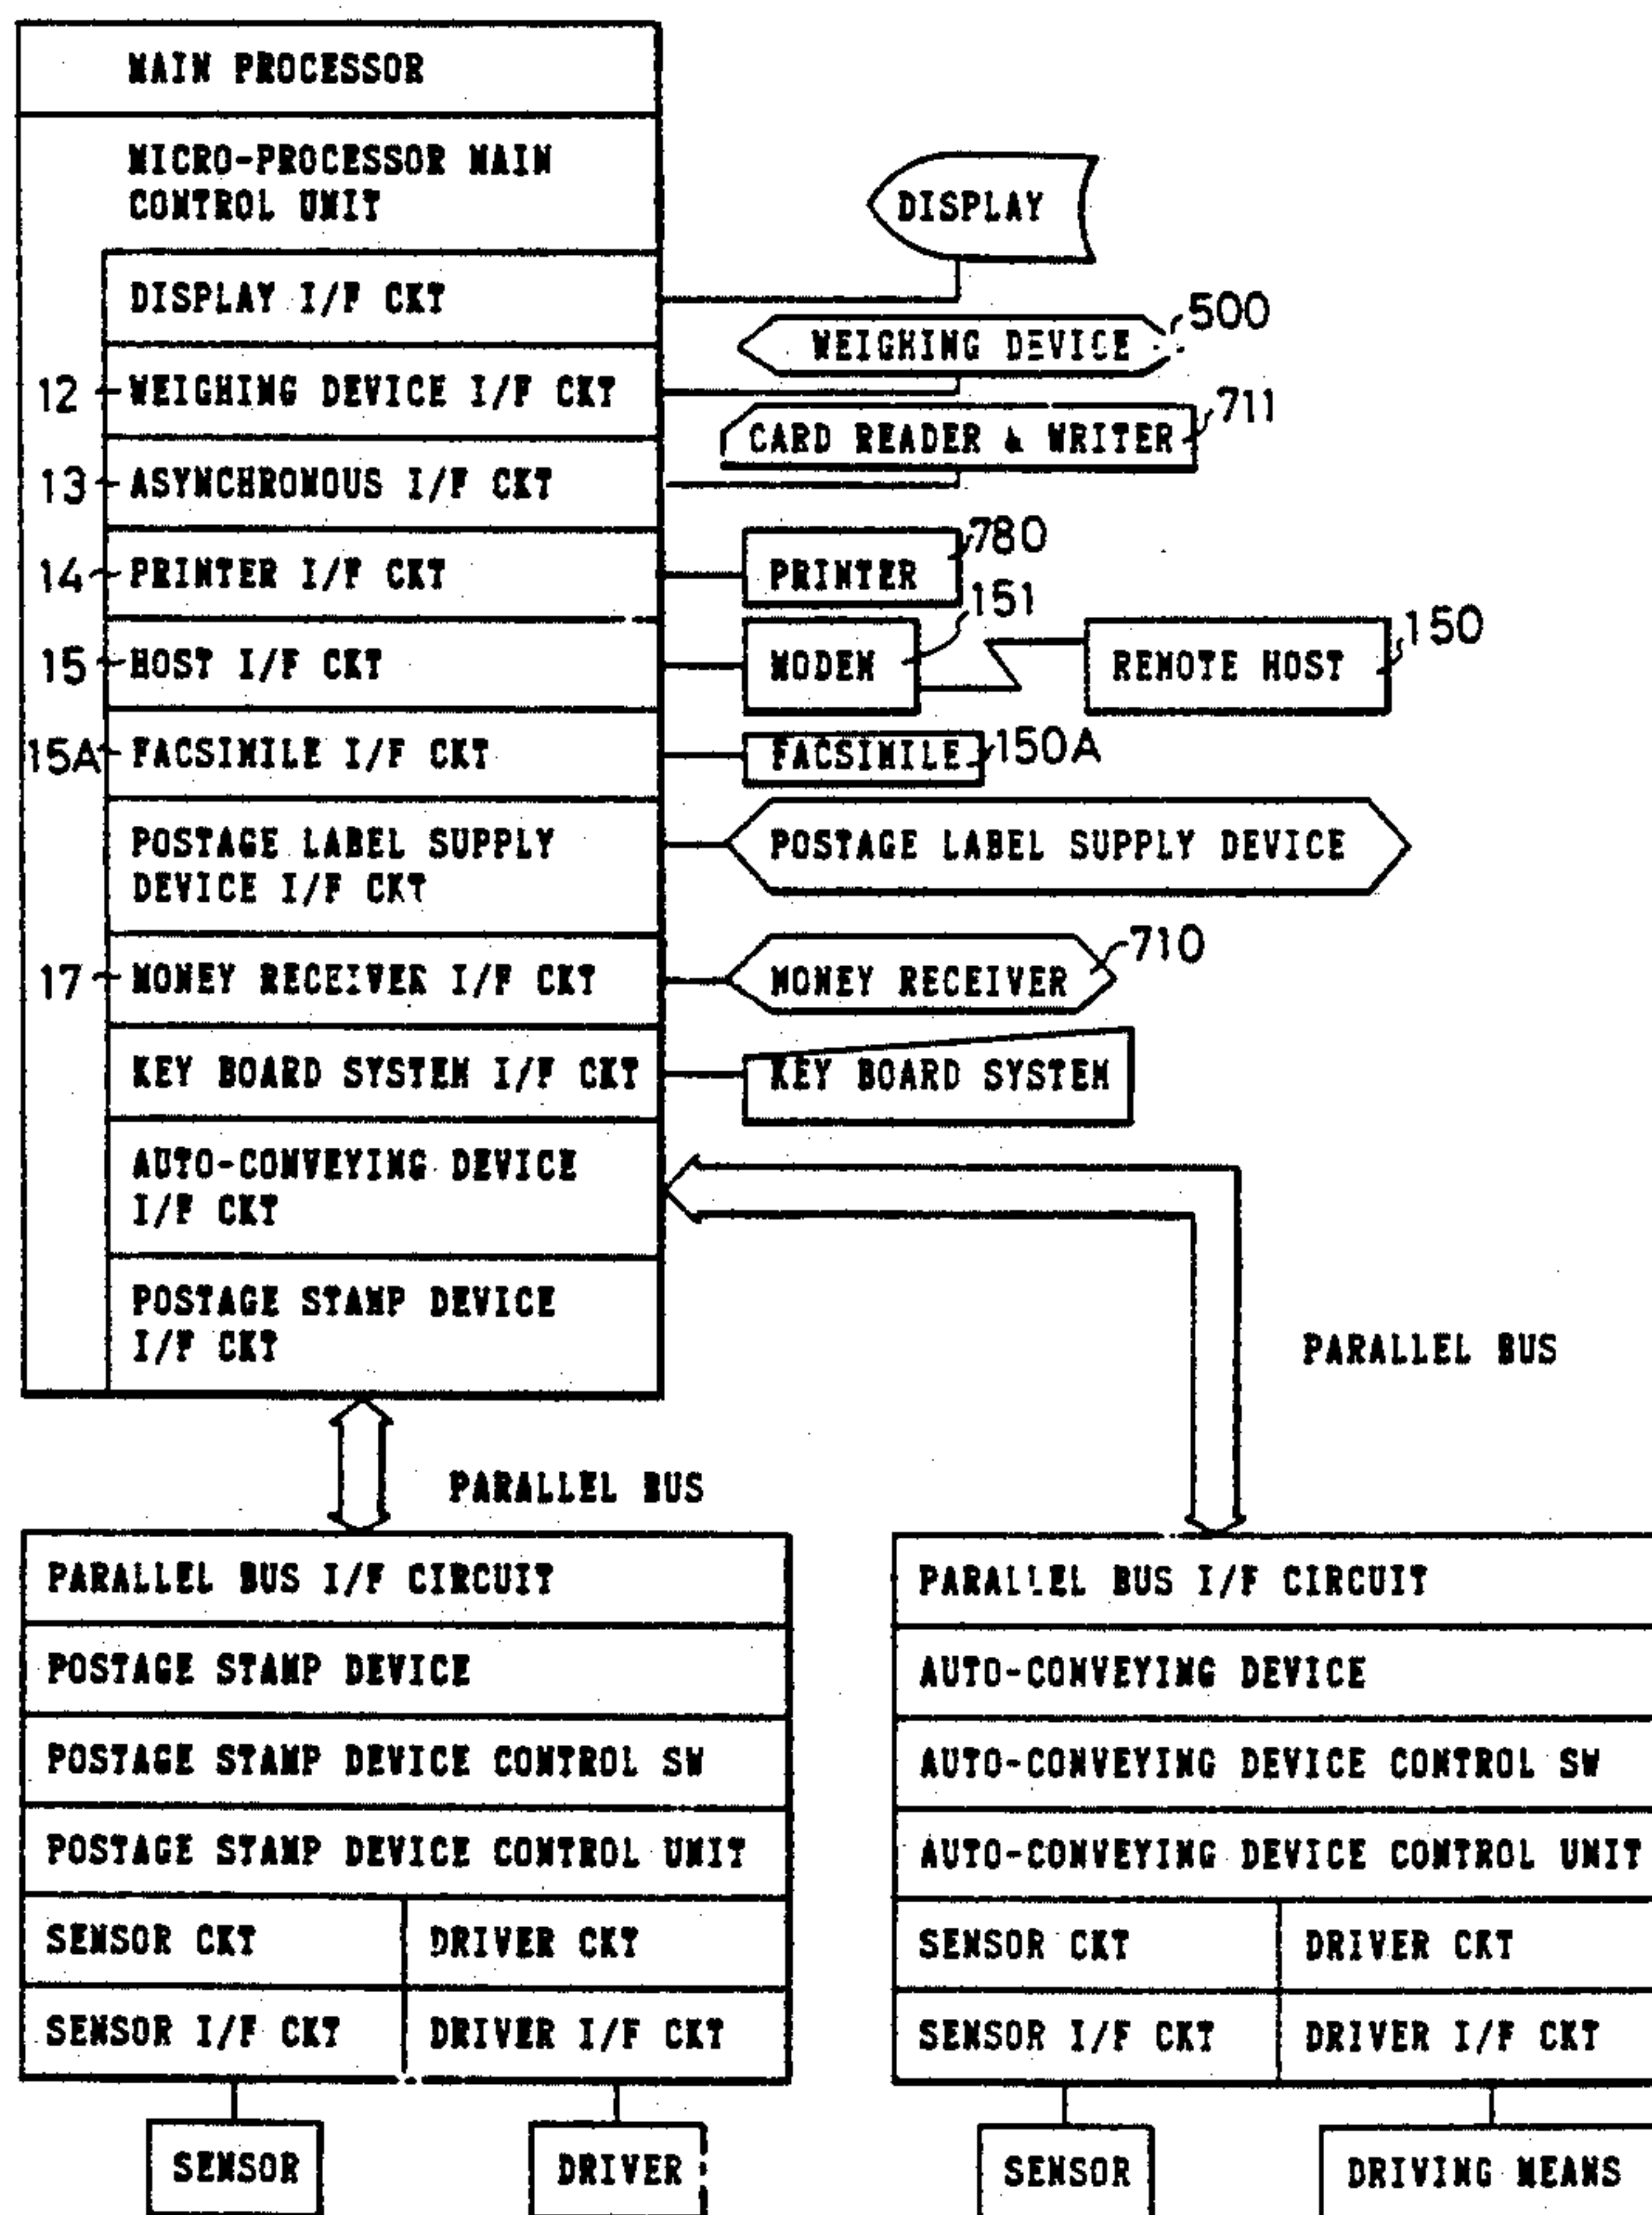 MAIN PROCESSOR
MICRO-PROCESSOR MAIN
CONTROL UNIT
DISPLAY
DISPLAY I/F CKT
500
WEIGHING DEVICE
12
WEIGHING DEVICE I/F CKT
711
CARD READER & WRITER
13
ASYNCHRONOUS I/F CKT
780
14
PRINTER I/F CKT
PRINTER
151
150
15
HOST I/F CKT
MODEM
REMOTE HOST
15A
FACSIMILE I/F CKT
FACSIMILE
150A
POSTAGE LABEL SUPPLY
DEVICE I/F CKT
POSTAGE LABEL SUPPLY DEVICE
710
17
MONEY RECEIVER I/F CKT
MONEY RECEIVER
KEY BOARD SYSTEM I/F CKT
KEY BOARD SYSTEM
AUTO-CONVEYING DEVICE
I/F CKT
POSTAGE STAMP DEVICE
I/F CKT
PARALLEL BUS
PARALLEL BUS
PARALLEL BUS I/F CIRCUIT
POSTAGE STAMP DEVICE
POSTAGE STAMP DEVICE CONTROL SW
POSTAGE STAMP DEVICE CONTROL UNIT
SENSOR CKT
DRIVER CKT
SENSOR I/F CKT
DRIVER I/F CKT
SENSOR
DRIVER
PARALLEL BUS I/F CIRCUIT
AUTO-CONVEYING DEVICE
AUTO-CONVEYING DEVICE CONTROL SW
AUTO-CONVEYING DEVICE CONTROL UNIT
SENSOR CKT
DRIVER CKT
SENSOR I/F CKT
DRIVER I/F CKT
SENSOR
DRIVING MEANS